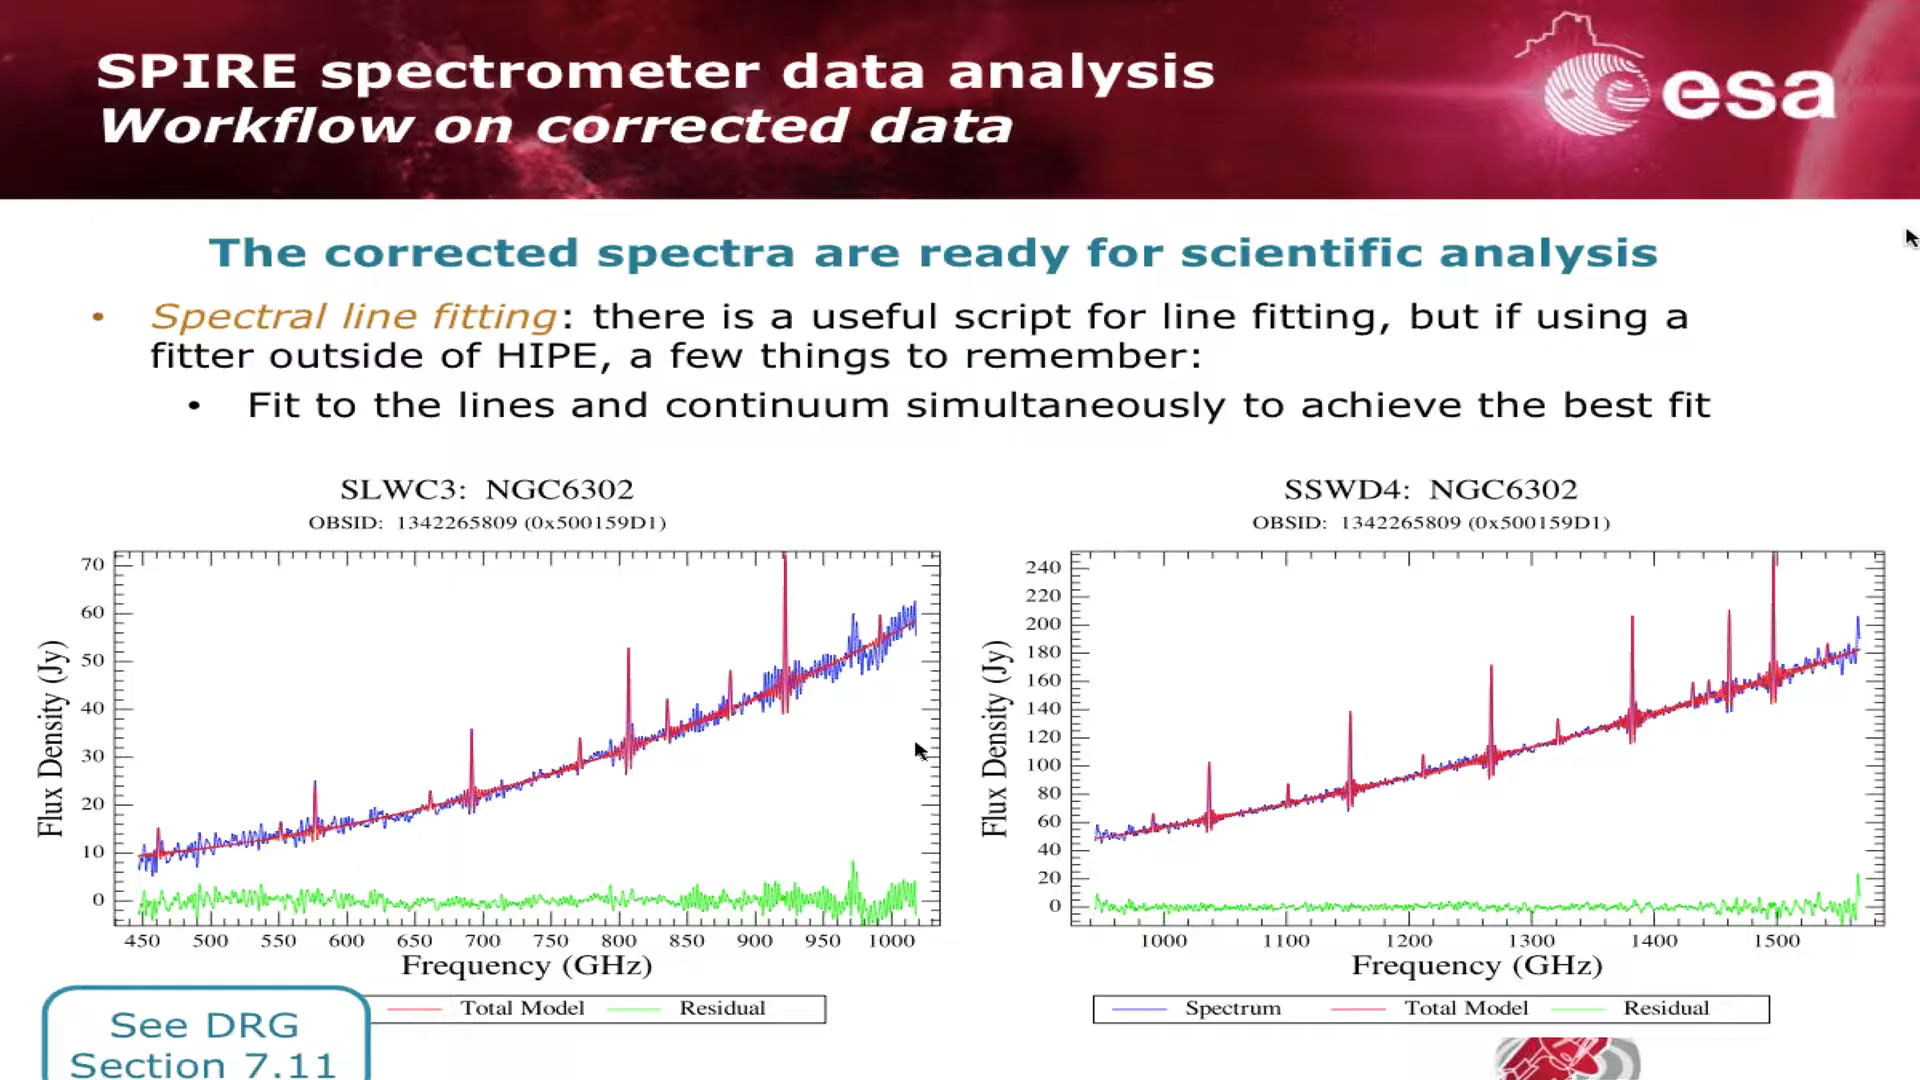 SPIRE spectrometer data analysis
Workflow on corrected data
esa
The corrected spectra are ready for scientific analysis
• Spectral line fitting: there is a useful script for line fitting, but if using a
fitter outside of HIPE, a few things to remember:
• Fit to the lines and continuum simultaneously to achieve the best fit
SLWC3: NGC6302
OBSID: 1342265809 (0x500159D1)
70
60
50
40
30
20
10
0
Flux Density (Jy)
450 500 550 600 650 700 750 800 850 900 950 1000
Frequency (GHz)
Total Model Residual
SSWD4: NGC6302
OBSID: 1342265809 (0x500159D1)
240
220
200
180
160
140
120
100
80
60
40
20
0
Flux Density (Jy)
1000 1100 1200 1300 1400 1500
Frequency (GHz)
Spectrum Total Model Residual
See DRG
Section 7.11